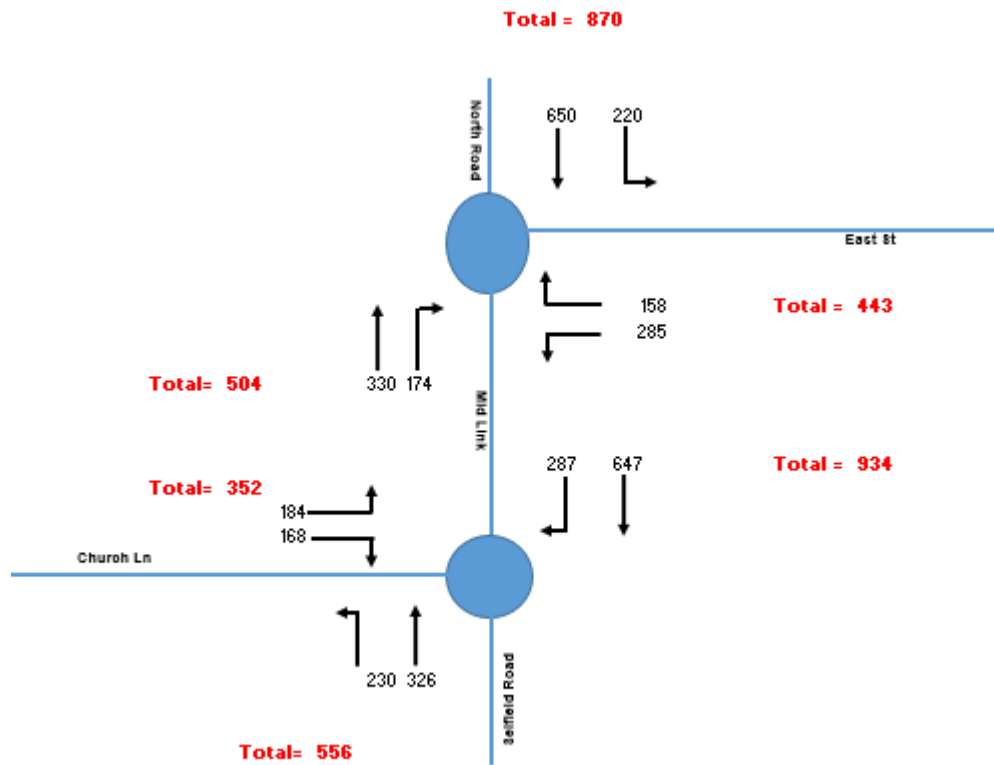 Total = 870
North Road
650 220
East St
158
285
Total = 443
Total= 504
330 174
Mid Link
287 647
Total = 934
Total= 352
184
168
Churoh Ln
230 326
Selfield Road
Total= 556